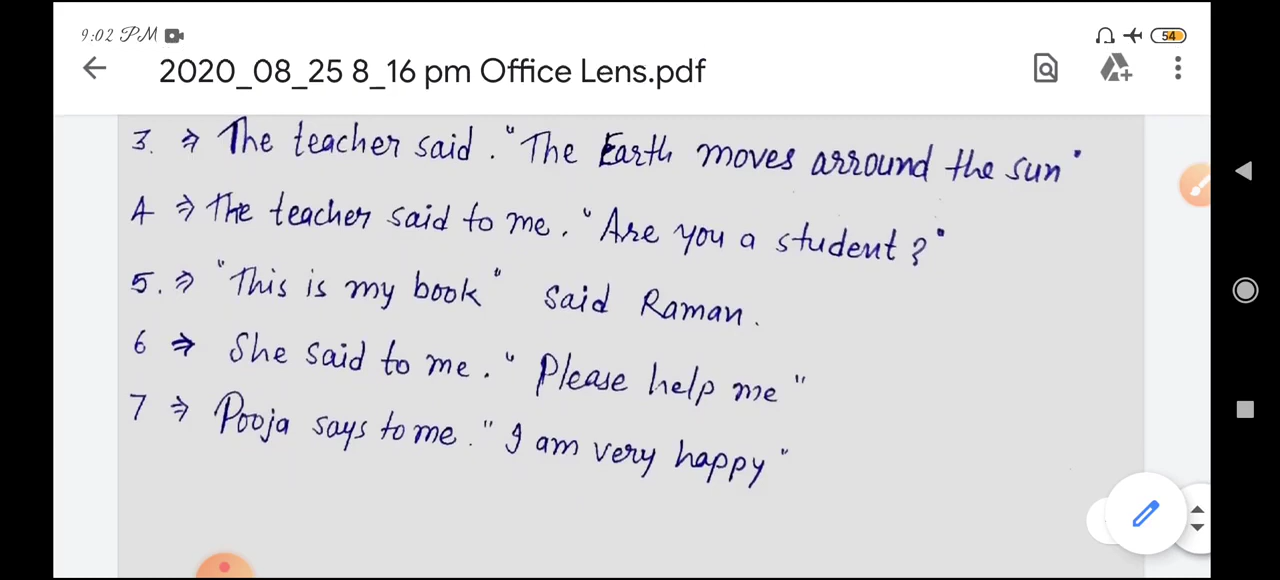 9:02 PM
54
2020_08_25 8_16 pm Office Lens.pdf
3. ⇒ The teacher said. "The Earth moves arround the sun"
4 ⇒ The teacher said to me. "Are you a student?"
5. ⇒ "This is my book" said Raman.
6 ⇒ She said to me. "Please help me"
7 ⇒ Pooja says to me. "I am very happy"